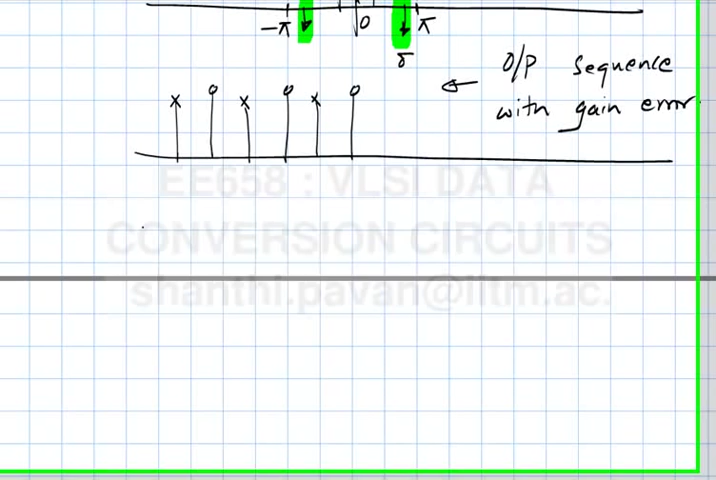 -π 0 π
σ
O/P sequence
with gain error
EE658 : VLSI DATA
CONVERSION CIRCUITS
shanthi.pavan@iitm.ac.